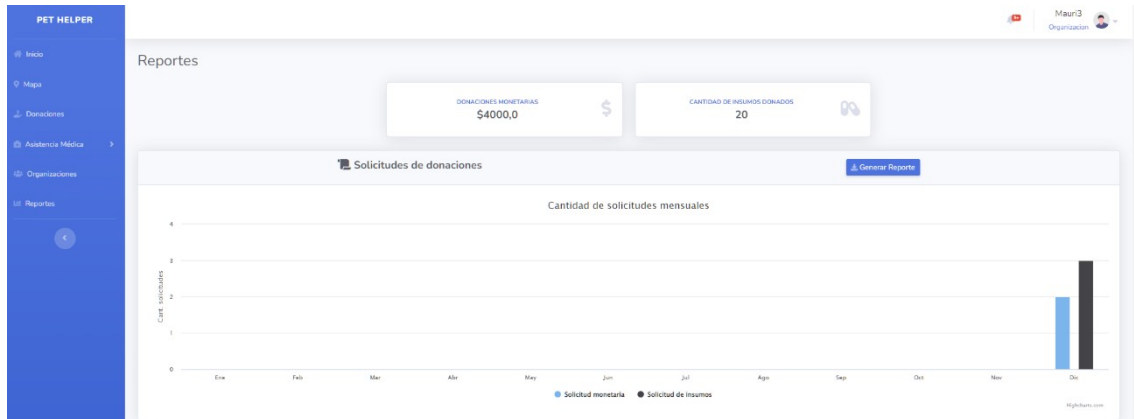 PET HELPER
Mauri3
Organizacion
Inicio
Mapa
Donaciones
Asistencia Médica
Organizaciones
Reportes
Reportes
DONACIONES MONETARIAS
$4000,0
CANTIDAD DE INSUMOS DONADOS
20
Solicitudes de donaciones
Generar Reporte
Cantidad de solicitudes mensuales
Cant. solicitudes
4
3
2
1
0
Ene Feb Mar Abr May Jun Jul Ago Sep Oct Nov Dic
Solicitud monetaria Solicitud de insumos
Highcharts.com